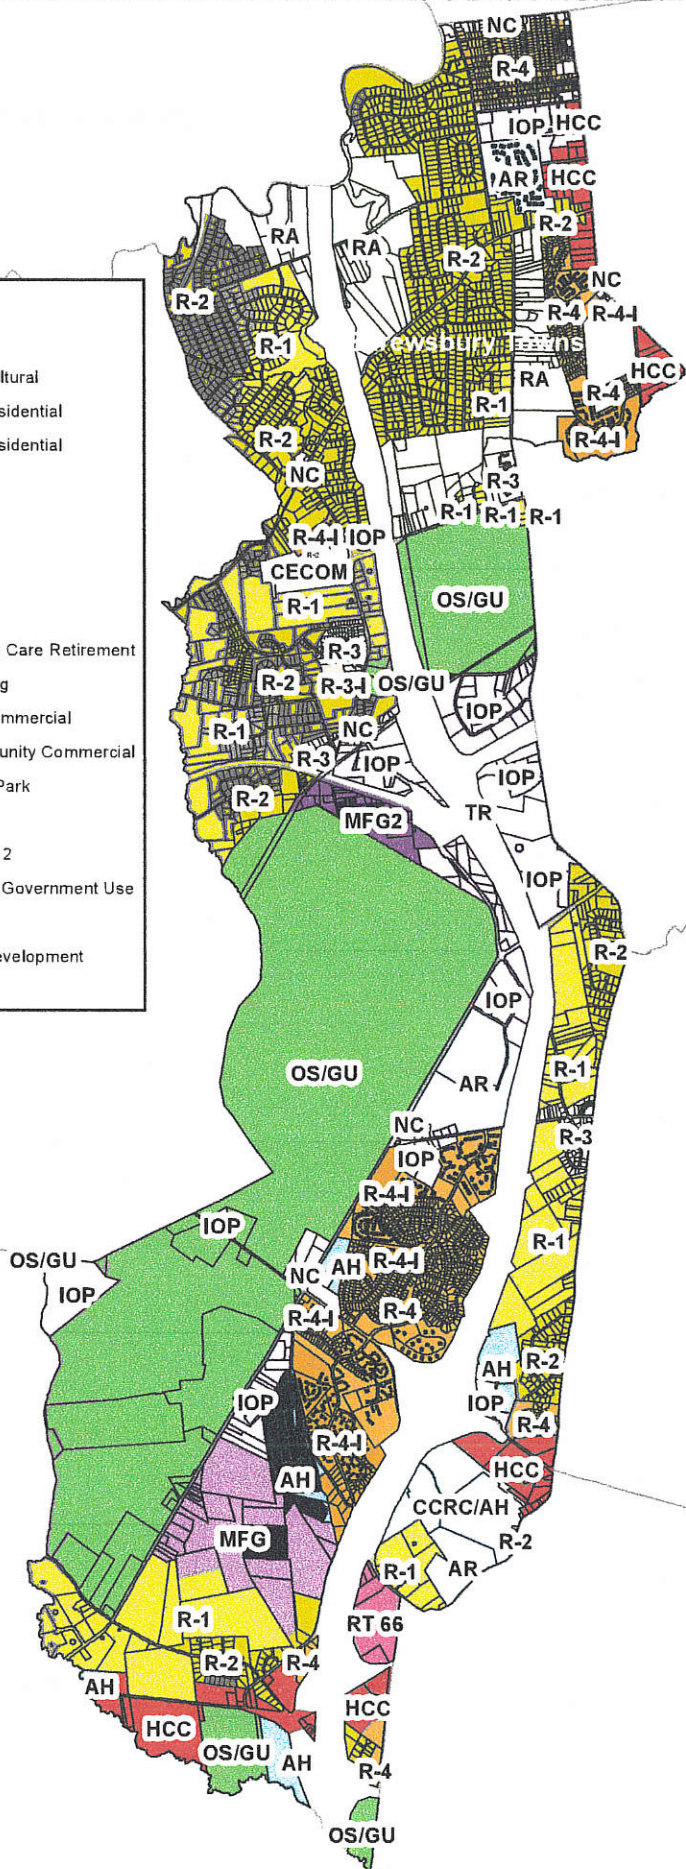 NC
R-4
IOP HCC
AR HCC
R-2
RA
RA
R-2
NC
R-2
R-4 R-4-I
R-1
ewsbury Towns
HCC
RA
R-4
R-1
R-2
R-4-I
NC
R-3
R-1 R-1 R-1
R-4-I IOP
R-2
CECOM
R-1
OS/GU
R-3
R-2 R-3-I OS/GU
IOP
R-1
NC
R-3 IOP
IOP
R-2
TR
MFG2
IOP
R-2
IOP
R-1
OS/GU
AR
NC
R-3
IOP
R-4-I
IOP
R-1
OS/GU
IOP
NC AH
R-4-I
R-4-I
R-4
AH R-2
IOP
IOP
R-4
R-4-I
HCC
AH
CCRC/AH
MFG
R-2
R-1 AR
R-1
RT 66
R-2 R-4
AH
HCC
HCC
OS/GU AH
R-4
OS/GU
ltural
sidential
sidential
Care Retirement
g
mmercial
unity Commercial
Park
2
Government Use
evelopment